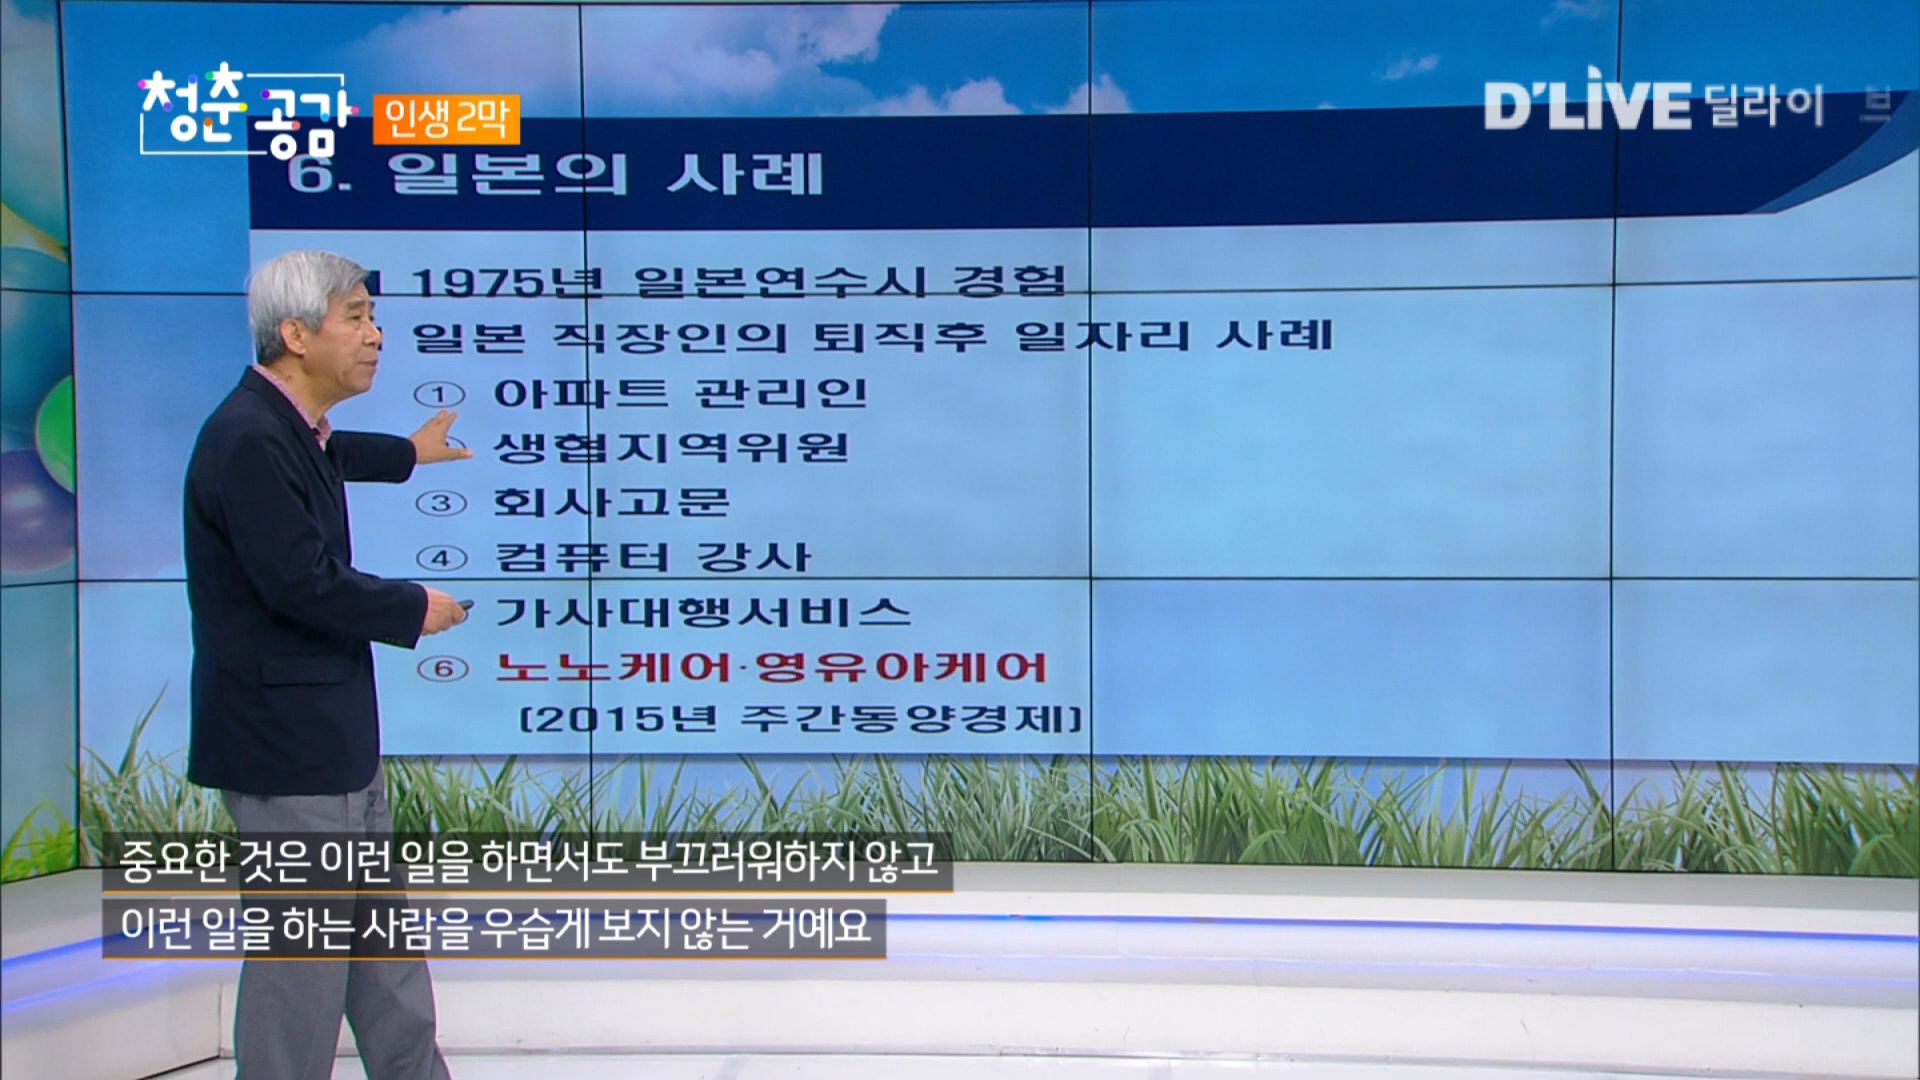 청춘 공감 인생 2막
D'LIVE 딜라이브
6. 일본의 사례
1975년 일본연수시 경험
일본 직장인의 퇴직후 일자리 사례
① 아파트 관리인
생협지역위원
③ 회사고문
④ 컴퓨터 강사
가사대행서비스
⑥ 노노케어·영유아케어
(2015년 주간동양경제)
중요한 것은 이런 일을 하면서도 부끄러워하지 않고
이런 일을 하는 사람을 우습게 보지 않는 거예요